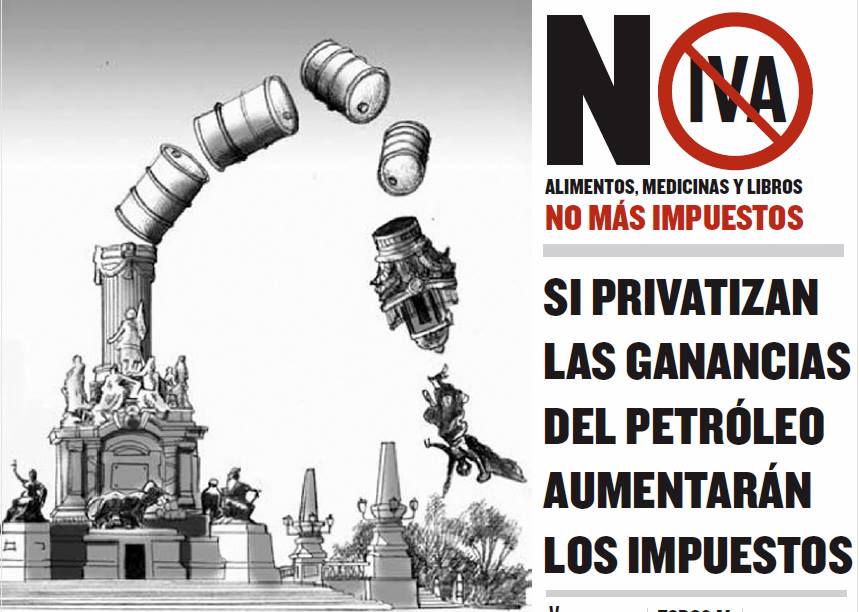 NO IVA
ALIMENTOS, MEDICINAS Y LIBROS
NO MÁS IMPUESTOS
SI PRIVATIZAN
LAS GANANCIAS
DEL PETRÓLEO
AUMENTARÁN
LOS IMPUESTOS